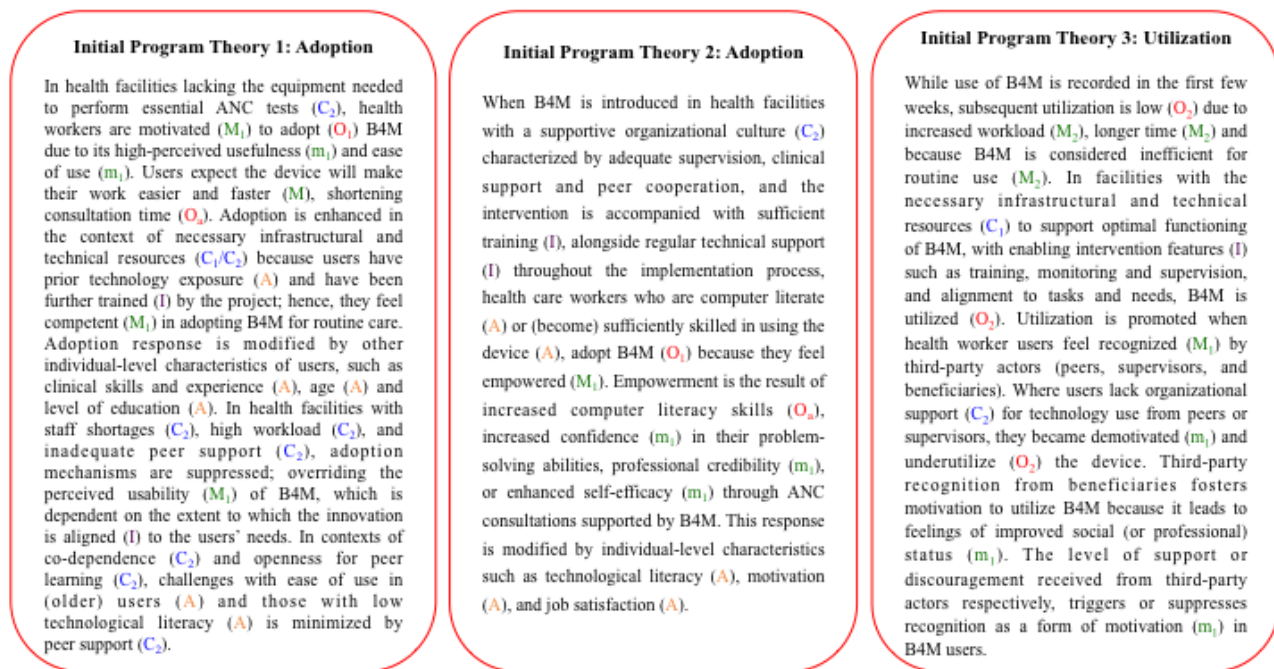 Initial Program Theory 1: Adoption
In health facilities lacking the equipment needed
to perform essential ANC tests (C₂), health
workers are motivated (M₁) to adopt (O₁) B4M
due to its high-perceived usefulness (m₁) and ease
of use (m₁). Users expect the device will make
their work easier and faster (M), shortening
consultation time (Oₐ). Adoption is enhanced in
the context of necessary infrastructural and
technical resources (C₁/C₂) because users have
prior technology exposure (A) and have been
further trained (I) by the project; hence, they feel
competent (M₁) in adopting B4M for routine care.
Adoption response is modified by other
individual-level characteristics of users, such as
clinical skills and experience (A), age (A) and
level of education (A). In health facilities with
staff shortages (C₂), high workload (C₂), and
inadequate peer support (C₂), adoption
mechanisms are suppressed; overriding the
perceived usability (M₁) of B4M, which is
dependent on the extent to which the innovation
is aligned (I) to the users' needs. In contexts of
co-dependence (C₂) and openness for peer
learning (C₂), challenges with ease of use in
(older) users (A) and those with low
technological literacy (A) is minimized by
peer support (C₂).
Initial Program Theory 2: Adoption
When B4M is introduced in health facilities
with a supportive organizational culture (C₂)
characterized by adequate supervision, clinical
support and peer cooperation, and the
intervention is accompanied with sufficient
training (I), alongside regular technical support
(I) throughout the implementation process,
health care workers who are computer literate
(A) or (become) sufficiently skilled in using the
device (A), adopt B4M (O₁) because they feel
empowered (M₁). Empowerment is the result of
increased computer literacy skills (Oₐ),
increased confidence (m₁) in their problem-
solving abilities, professional credibility (m₁),
or enhanced self-efficacy (m₁) through ANC
consultations supported by B4M. This response
is modified by individual-level characteristics
such as technological literacy (A), motivation
(A), and job satisfaction (A).
Initial Program Theory 3: Utilization
While use of B4M is recorded in the first few
weeks, subsequent utilization is low (O₂) due to
increased workload (M₂), longer time (M₂) and
because B4M is considered inefficient for
routine use (M₂). In facilities with the
necessary infrastructural and technical
resources (C₁) to support optimal functioning
of B4M, with enabling intervention features (I)
such as training, monitoring and supervision,
and alignment to tasks and needs, B4M is
utilized (O₂). Utilization is promoted when
health worker users feel recognized (M₁) by
third-party actors (peers, supervisors, and
beneficiaries). Where users lack organizational
support (C₂) for technology use from peers or
supervisors, they became demotivated (m₁) and
underutilize (O₂) the device. Third-party
recognition from beneficiaries fosters
motivation to utilize B4M because it leads to
feelings of improved social (or professional)
status (m₁). The level of support or
discouragement received from third-party
actors respectively, triggers or suppresses
recognition as a form of motivation (m₁) in
B4M users.